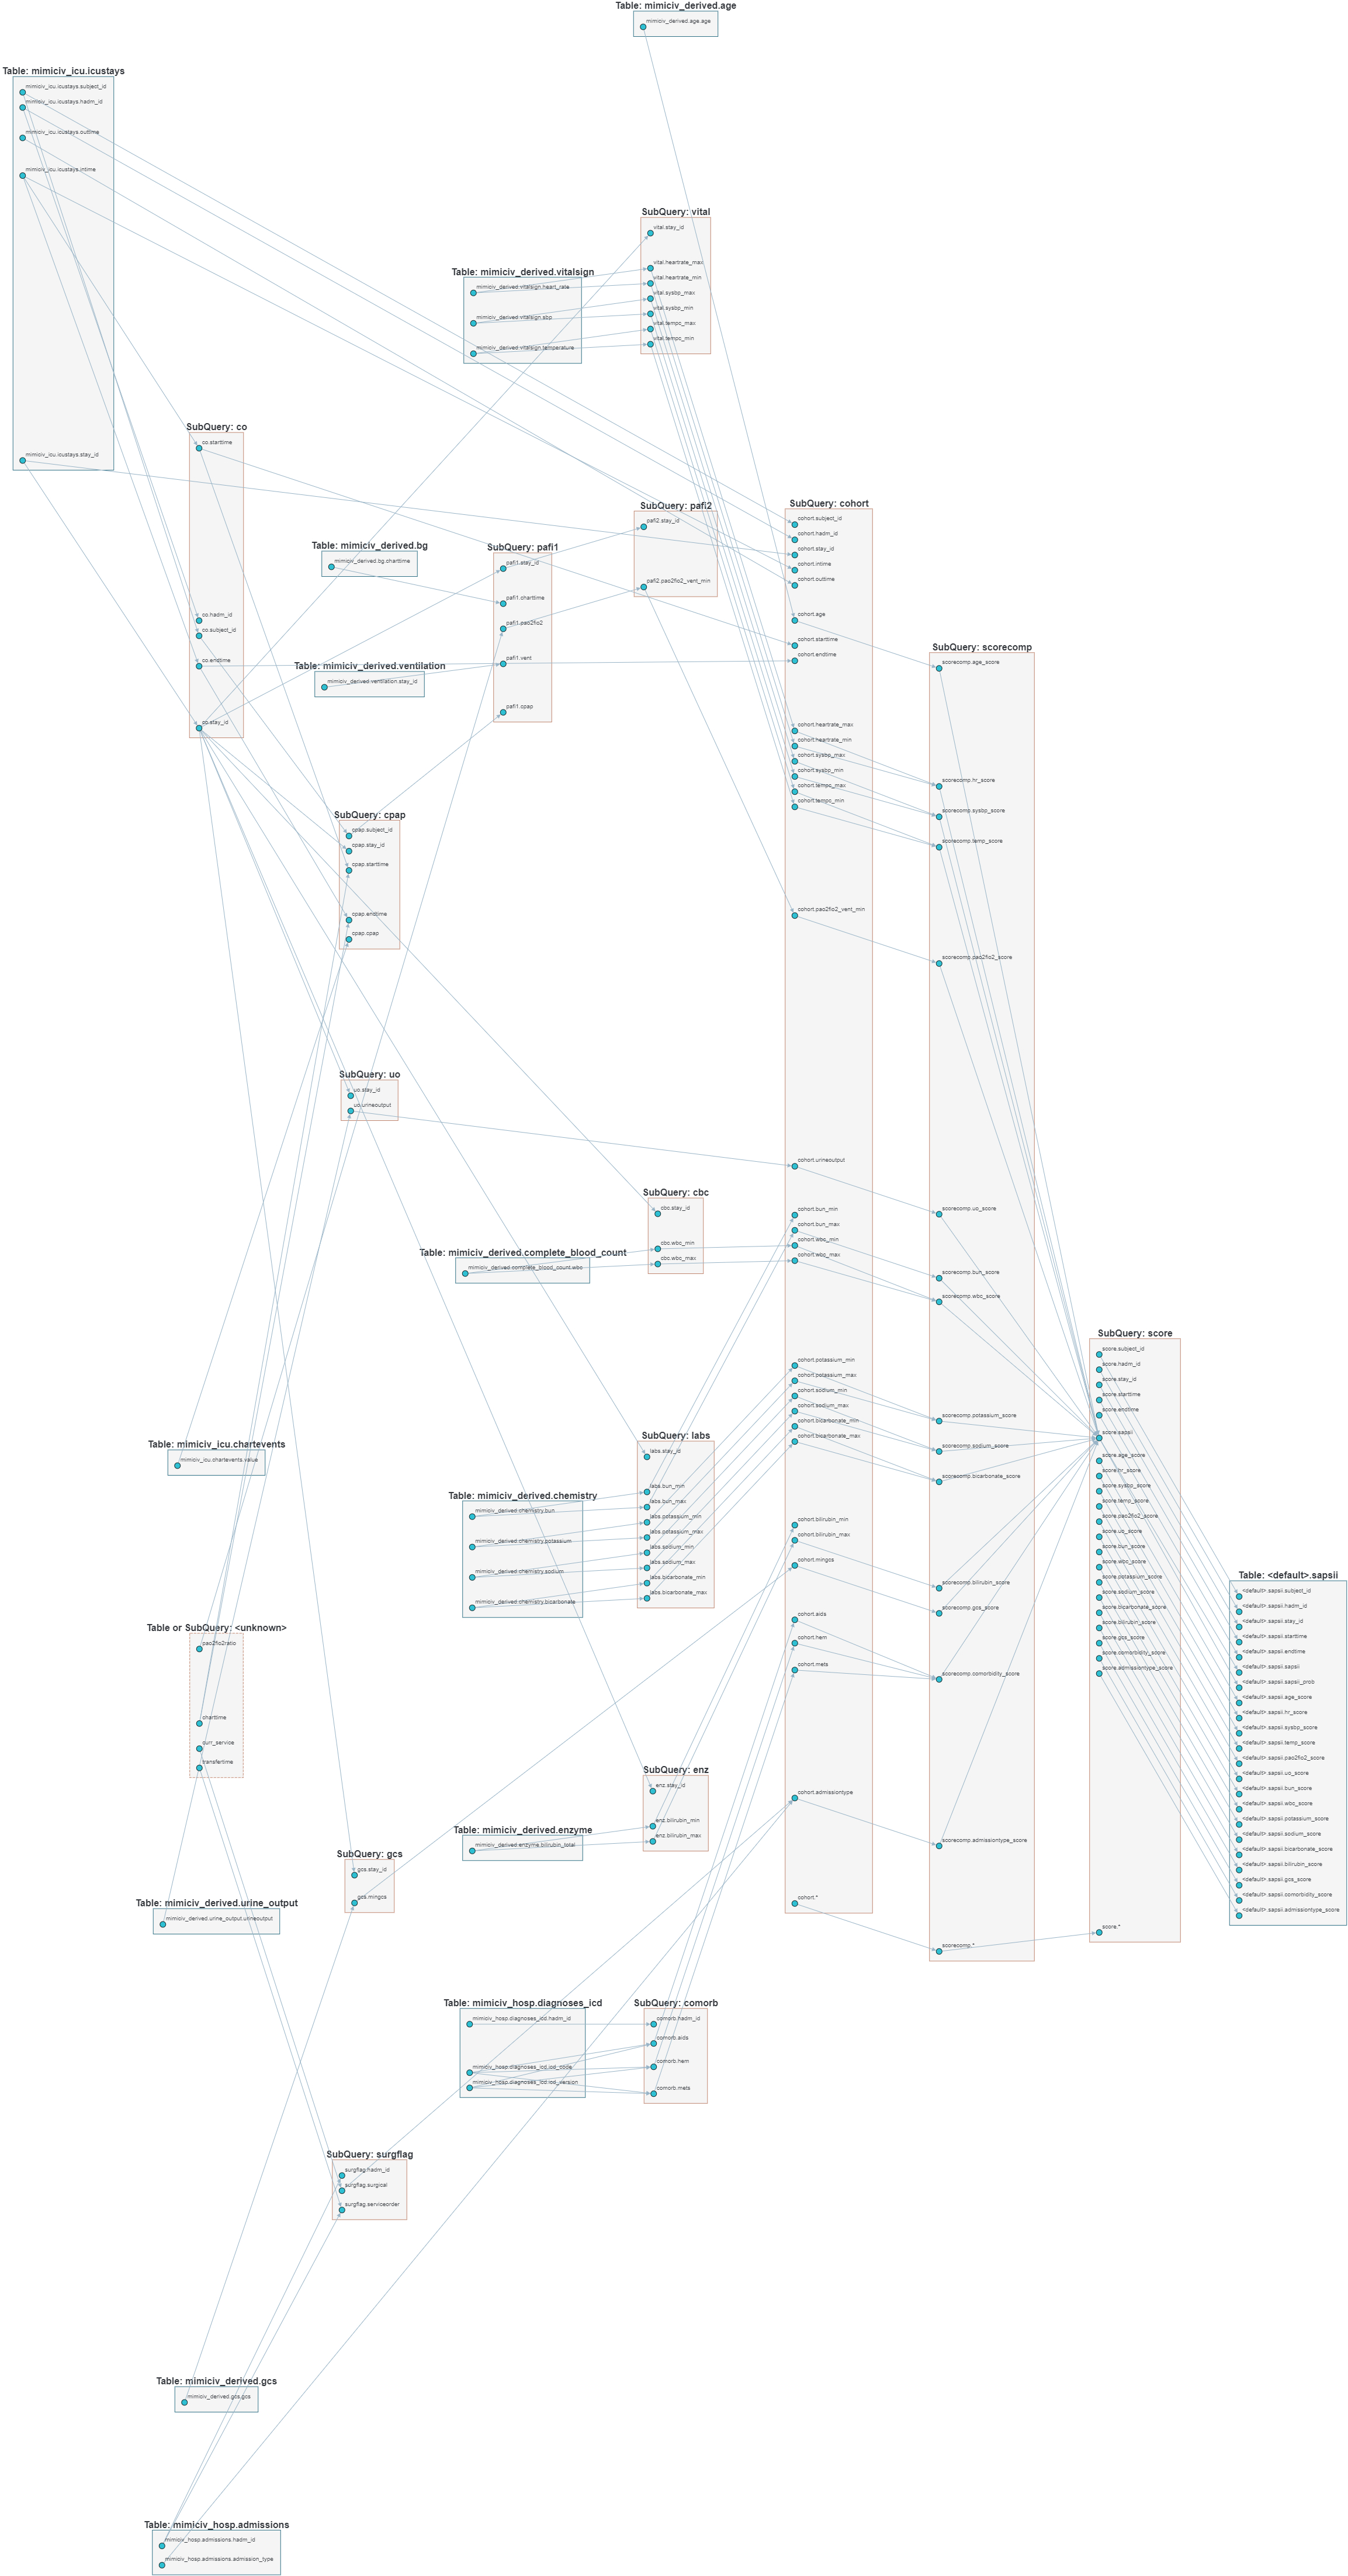 Table: mimiciv_derived.age
mimiciv_derived.age.age
Table: mimiciv_icu.icustays
mimiciv_icu.icustays.subject_id
mimiciv_icu.icustays.hadm_id
mimiciv_icu.icustays.outtime
mimiciv_icu.icustays.intime
mimiciv_icu.icustays.stay_id
SubQuery: vital
vital.stay_id
vital.heartrate_max
vital.heartrate_min
vital.sysbp_max
vital.sysbp_min
vital.tempc_max
vital.tempc_min
Table: mimiciv_derived.vitalsign
mimiciv_derived.vitalsign.heart_rate
mimiciv_derived.vitalsign.sbp
mimiciv_derived.vitalsign.temperature
SubQuery: co
co.starttime
co.hadm_id
co.subject_id
co.endtime
co.stay_id
Table: mimiciv_derived.bg
mimiciv_derived.bg.charttime
SubQuery: pafi1
pafi1.stay_id
pafi1.charttime
pafi1.pao2fio2
pafi1.vent
pafi1.cpap
SubQuery: pafi2
pafi2.stay_id
pafi2.pao2fio2_vent_min
Table: mimiciv_derived.ventilation
mimiciv_derived.ventilation.stay_id
SubQuery: cohort
cohort.subject_id
cohort.hadm_id
cohort.stay_id
cohort.intime
cohort.outtime
cohort.age
cohort.starttime
cohort.endtime
cohort.heartrate_max
cohort.heartrate_min
cohort.sysbp_max
cohort.sysbp_min
cohort.tempc_max
cohort.tempc_min
cohort.pao2fio2_vent_min
cohort.urineoutput
cohort.bun_min
cohort.bun_max
cohort.wbc_min
cohort.wbc_max
cohort.potassium_min
cohort.potassium_max
cohort.sodium_min
cohort.sodium_max
cohort.bicarbonate_min
cohort.bicarbonate_max
cohort.bilirubin_min
cohort.bilirubin_max
cohort.mingcs
cohort.aids
cohort.hem
cohort.mets
cohort.admissiontype
cohort.*
SubQuery: scorecomp
scorecomp.age_score
scorecomp.hr_score
scorecomp.sysbp_score
scorecomp.temp_score
scorecomp.pao2fio2_score
scorecomp.uo_score
scorecomp.bun_score
scorecomp.wbc_score
scorecomp.potassium_score
scorecomp.sodium_score
scorecomp.bicarbonate_score
scorecomp.bilirubin_score
scorecomp.gcs_score
scorecomp.comorbidity_score
scorecomp.admissiontype_score
scorecomp.*
SubQuery: cpap
cpap.subject_id
cpap.stay_id
cpap.starttime
cpap.endtime
cpap.cpap
SubQuery: uo
uo.stay_id
uo.urineoutput
SubQuery: cbc
cbc.stay_id
cbc.wbc_min
cbc.wbc_max
Table: mimiciv_derived.complete_blood_count
mimiciv_derived.complete_blood_count.wbc
SubQuery: score
score.subject_id
score.hadm_id
score.stay_id
score.starttime
score.endtime
score.sapsii
score.age_score
score.hr_score
score.sysbp_score
score.temp_score
score.pao2fio2_score
score.uo_score
score.bun_score
score.wbc_score
score.potassium_score
score.sodium_score
score.bicarbonate_score
score.bilirubin_score
score.gcs_score
score.comorbidity_score
score.admissiontype_score
score.*
Table: mimiciv_icu.chartevents
mimiciv_icu.chartevents.value
SubQuery: labs
labs.stay_id
labs.bun_min
labs.bun_max
labs.potassium_min
labs.potassium_max
labs.sodium_min
labs.sodium_max
labs.bicarbonate_min
labs.bicarbonate_max
Table: mimiciv_derived.chemistry
mimiciv_derived.chemistry.bun
mimiciv_derived.chemistry.potassium
mimiciv_derived.chemistry.sodium
mimiciv_derived.chemistry.bicarbonate
Table: <default>.sapsii
<default>.sapsii.subject_id
<default>.sapsii.hadm_id
<default>.sapsii.stay_id
<default>.sapsii.starttime
<default>.sapsii.endtime
<default>.sapsii.sapsii
<default>.sapsii.sapsii_prob
<default>.sapsii.age_score
<default>.sapsii.hr_score
<default>.sapsii.sysbp_score
<default>.sapsii.temp_score
<default>.sapsii.pao2fio2_score
<default>.sapsii.uo_score
<default>.sapsii.bun_score
<default>.sapsii.wbc_score
<default>.sapsii.potassium_score
<default>.sapsii.sodium_score
<default>.sapsii.bicarbonate_score
<default>.sapsii.bilirubin_score
<default>.sapsii.gcs_score
<default>.sapsii.comorbidity_score
<default>.sapsii.admissiontype_score
Table or SubQuery: <unknown>
pao2fio2ratio
charttime
curr_service
transfertime
SubQuery: enz
enz.stay_id
enz.bilirubin_min
enz.bilirubin_max
Table: mimiciv_derived.enzyme
mimiciv_derived.enzyme.bilirubin_total
SubQuery: gcs
gcs.stay_id
gcs.mingcs
Table: mimiciv_derived.urine_output
mimiciv_derived.urine_output.urineoutput
Table: mimiciv_hosp.diagnoses_icd
mimiciv_hosp.diagnoses_icd.hadm_id
mimiciv_hosp.diagnoses_icd.icd_code
mimiciv_hosp.diagnoses_icd.icd_version
SubQuery: comorb
comorb.hadm_id
comorb.aids
comorb.hem
comorb.mets
SubQuery: surgflag
surgflag.hadm_id
surgflag.surgical
surgflag.serviceorder
Table: mimiciv_derived.gcs
mimiciv_derived.gcs.gcs
Table: mimiciv_hosp.admissions
mimiciv_hosp.admissions.hadm_id
mimiciv_hosp.admissions.admission_type